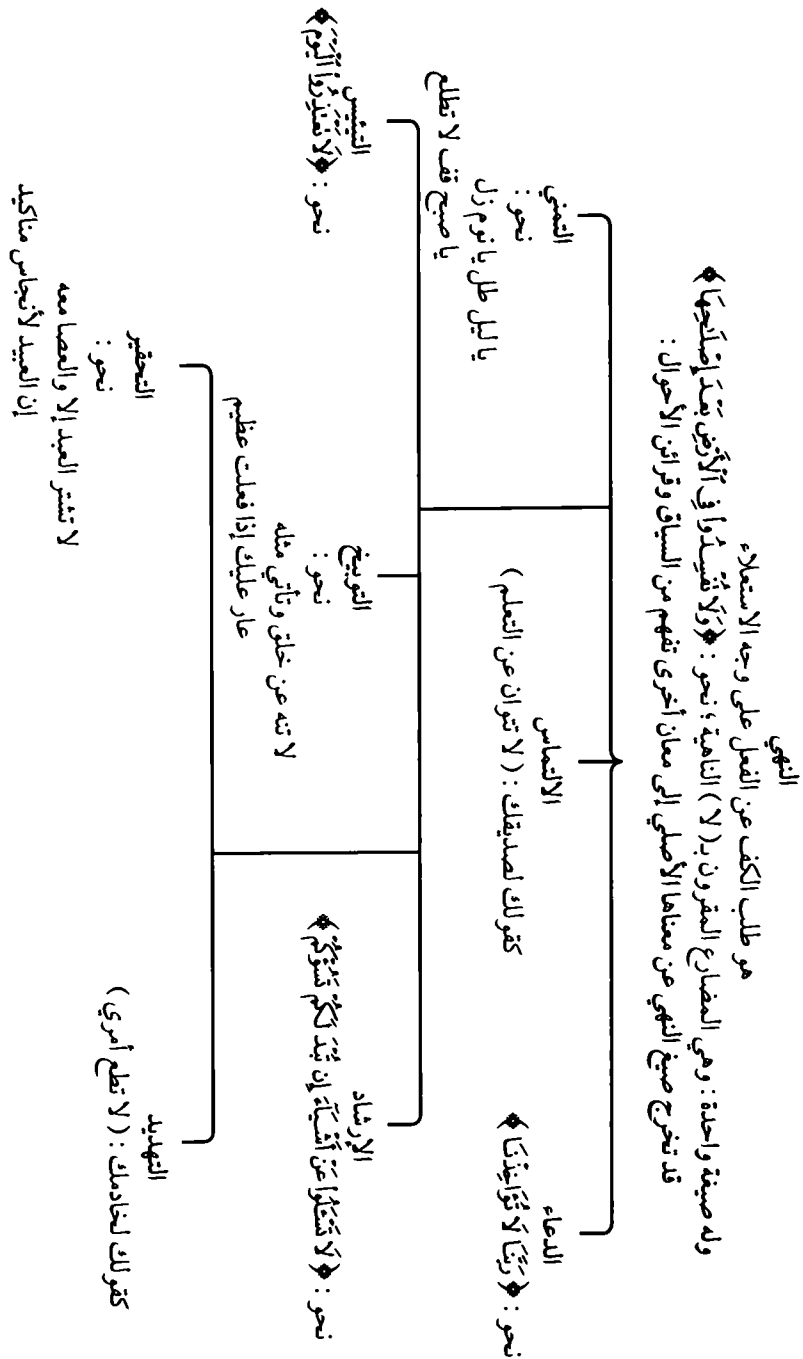 النهي
هو طلب الكف عن الفعل على وجه الاستعلاء
وله صيغة واحدة : وهي المضارع المقرون بـ ( لا ) الناهية ؛ نحو : ﴿وَلَا تُفْسِدُوا فِي الْأَرْضِ بَعْدَ إِصْلَاحِهَا﴾
قد تخرج صيغ النهي عن معناها الأصلي إلى معان أخرى تفهم من السياق وقرائن الأحوال :
الدعاء
نحو : ﴿رَبَّنَا لَا تُؤَاخِذْنَا﴾
الالتماس
كقولك لصديقك : ( لا تتوان عن التعلم )
التمني
نحو :
يا ليل طل يا نوم زل
يا صبح قف لا تطلع
الإرشاد
نحو : ﴿لَا تَسْـَٔلُوا عَنْ أَشْيَاءَ إِن تُبْدَ لَكُمْ تَسُؤْكُمْ﴾
التوبيخ
نحو :
لا تنه عن خلق وتأتي مثله
عار عليك إذا فعلت عظيم
التيئيس
نحو : ﴿لَا تَعْتَذِرُوا الْيَوْمَ﴾
التهديد
كقولك لخادمك : ( لا تطع أمري )
التحقير
نحو :
لا تشتر العبد إلا والعصا معه
إن العبيد لأنجاس مناكيد